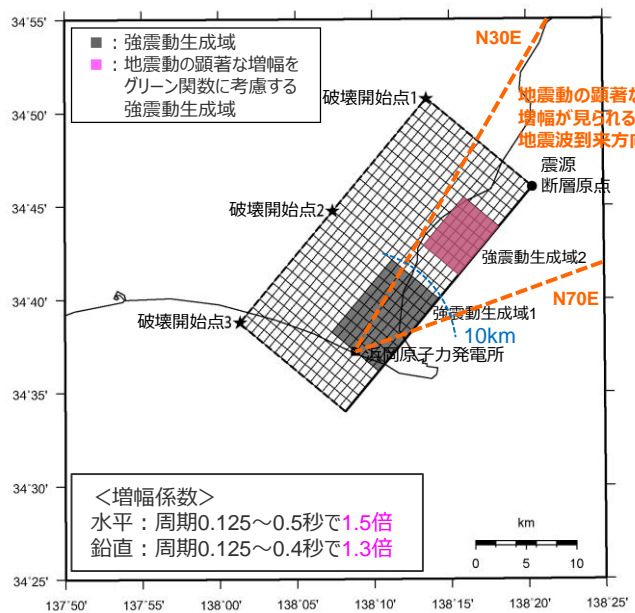 34˚55'
34˚50'
34˚45'
34˚40'
34˚35'
34˚30'
34˚25'
■：強震動生成域
■：地震動の顕著な増幅を
グリーン関数に考慮する
強震動生成域
N30E
破壊開始点1
地震動の顕著な
増幅が見られる
地震波到来方向
震源
断層原点
破壊開始点2
強震動生成域2
N70E
破壊開始点3
強震動生成域1
10km
浜岡原子力発電所
＜増幅係数＞
水平：周期0.125～0.5秒で1.5倍
鉛直：周期0.125～0.4秒で1.3倍
km
0 5 10
137˚50' 137˚55' 138˚00' 138˚05' 138˚10' 138˚15' 138˚20' 138˚25'